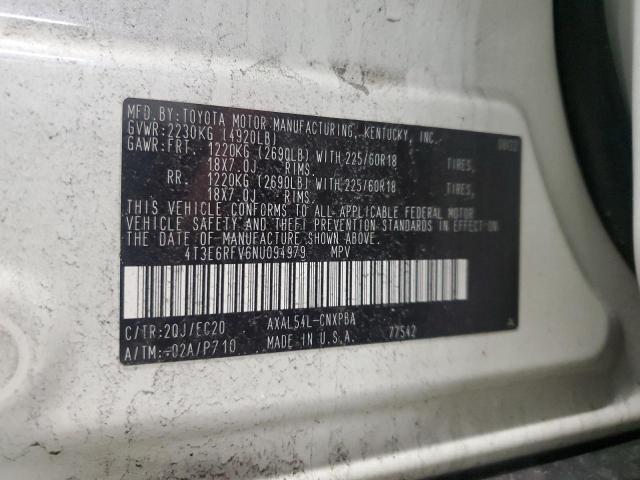 MFD.BY:TOYOTA MOTOR MANUFACTURING, KENTUCKY, INC.
GVWR:2230KG (4920LB)
GAWR:FRT. 1220KG (2690LB) WITH 225/60R18 TIRES,
18X7.0J RIMS.
RR. 1220KG (2690LB) WITH 225/60R18 TIRES,
18X7.0J RIMS.
THIS VEHICLE CONFORMS TO ALL APPLICABLE FEDERAL MOTOR
VEHICLE SAFETY AND THEFT PREVENTION STANDARDS IN EFFECT ON
THE DATE OF MANUFACTURE SHOWN ABOVE.
4T3E6RFV6NU094979 MPV
C/TR:2QJ/EC20 AXAL54L-CNXPBA
A/TM:-02A/P710 MADE IN U.S.A. 77542